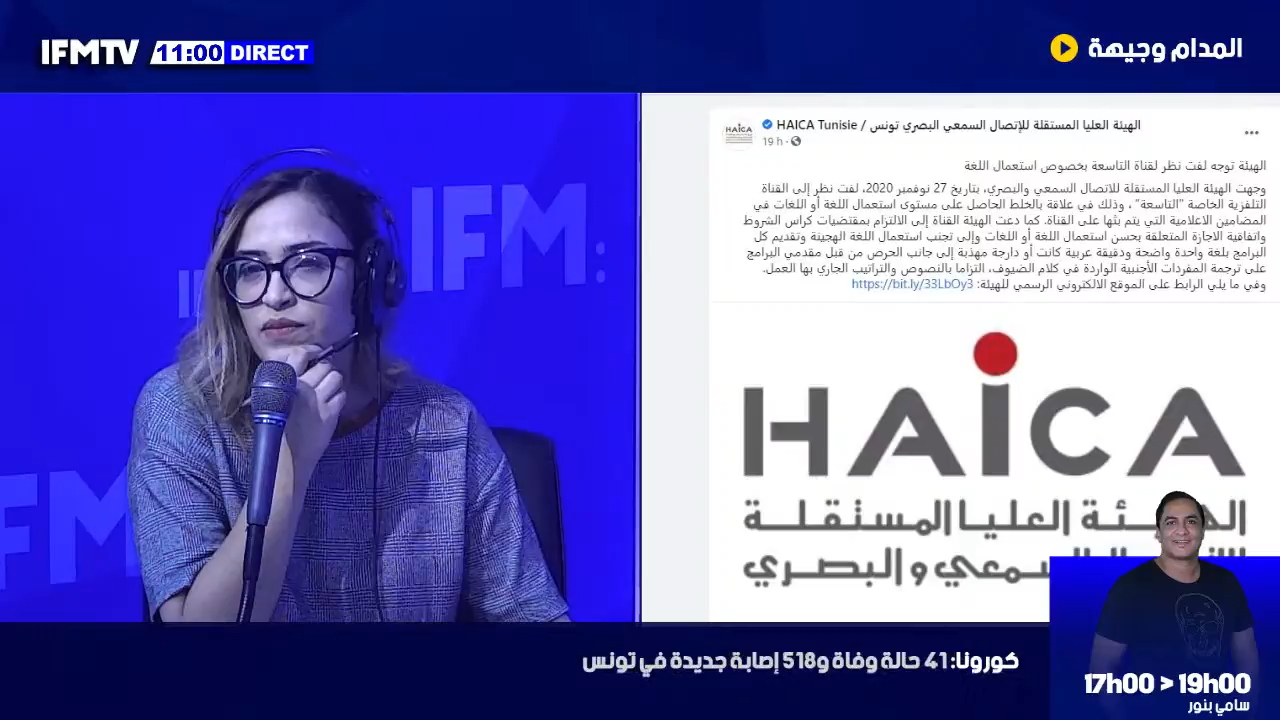 IFMTV 11:00 DIRECT
المدام وجيهة
IFM:
IFM
HAICA
الهيئة العليا المستقلة للإتصال السمعي البصري تونس / HAICA Tunisie
19 h
الهيئة توجه لفت نظر لقناة التاسعة بخصوص استعمال اللغة
وجهت الهيئة العليا المستقلة للاتصال السمعي والبصري، بتاريخ 27 نوفمبر 2020، لفت نظر إلى القناة
التلفزية الخاصة "التاسعة" ، وذلك في علاقة بالخلط الحاصل على مستوى استعمال اللغة أو اللغات في
المضامين الاعلامية التي يتم بثها على القناة. كما دعت الهيئة القناة إلى الالتزام بمقتضيات كراس الشروط
واتفاقية الاجازة المتعلقة بحسن استعمال اللغة أو اللغات وإلى تجنب استعمال اللغة الهجينة وتقديم كل
البرامج بلغة واحدة واضحة ودقيقة عربية كانت أو دارجة مهذبة إلى جانب الحرص من قبل مقدمي البرامج
على ترجمة المفردات الأجنبية الواردة في كلام الضيوف، التزاما بالنصوص والتراتيب الجاري بها العمل.
وفي ما يلي الرابط على الموقع الالكتروني الرسمي للهيئة: https://bit.ly/33LbOy3
HAICA
العليا المستقلة
السمعي و البصري
كورونا: 41 حالة وفاة و518 إصابة جديدة في تونس
17h00 > 19h00
سامي بنور